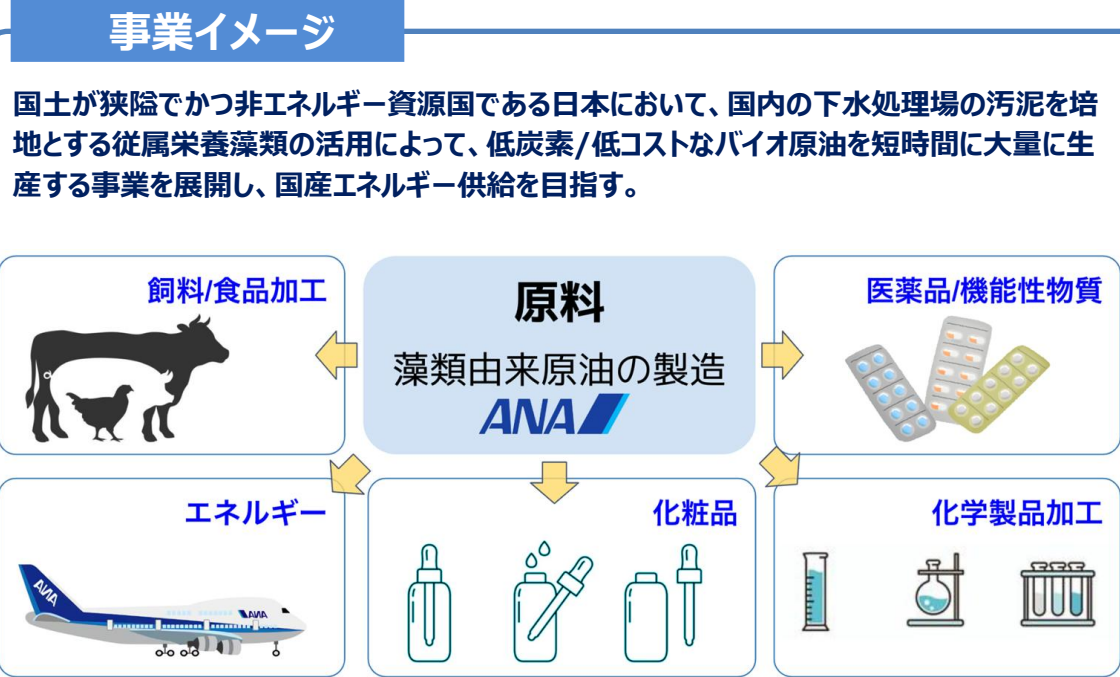 事業イメージ
国土が狭隘でかつ非エネルギー資源国である日本において、国内の下水処理場の汚泥を培
地とする従属栄養藻類の活用によって、低炭素/低コストなバイオ原油を短時間に大量に生
産する事業を展開し、国産エネルギー供給を目指す。
飼料/食品加工
原料
藻類由来原油の製造
ANA
医薬品/機能性物質
エネルギー
ANA
ANA
化粧品
化学製品加工